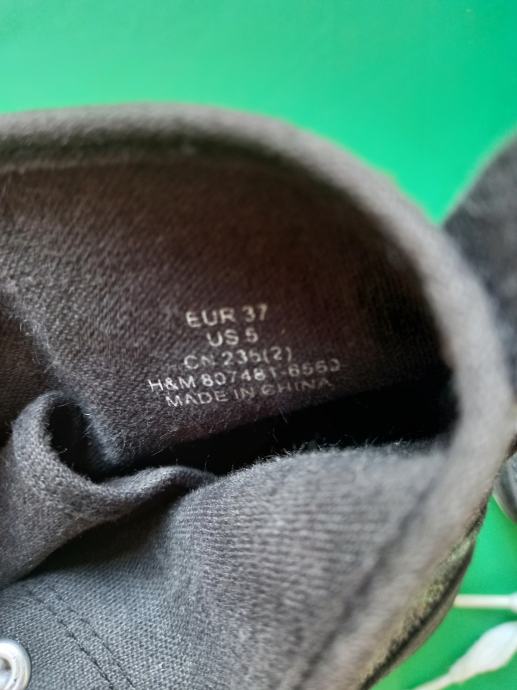 EUR 37
US 5
CN 235(2)
H&M 807481-6563
MADE IN CHINA